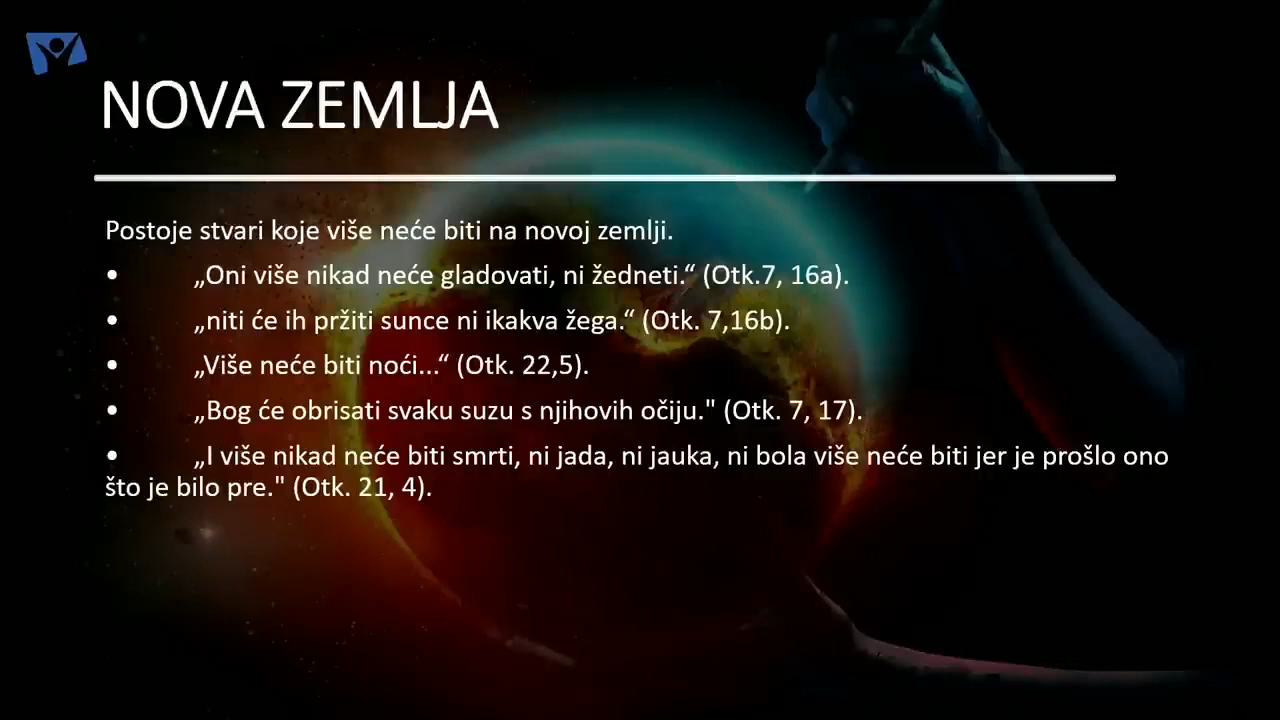 NOVA ZEMLJA
Postoje stvari koje više neće biti na novoj zemlji.
• „Oni više nikad neće gladovati, ni žedneti.“ (Otk.7, 16a).
• „niti će ih pržiti sunce ni ikakva žega.“ (Otk. 7,16b).
• „Više neće biti noći...“ (Otk. 22,5).
• „Bog će obrisati svaku suzu s njihovih očiju." (Otk. 7, 17).
• „I više nikad neće biti smrti, ni jada, ni jauka, ni bola više neće biti jer je prošlo ono
što je bilo pre." (Otk. 21, 4).